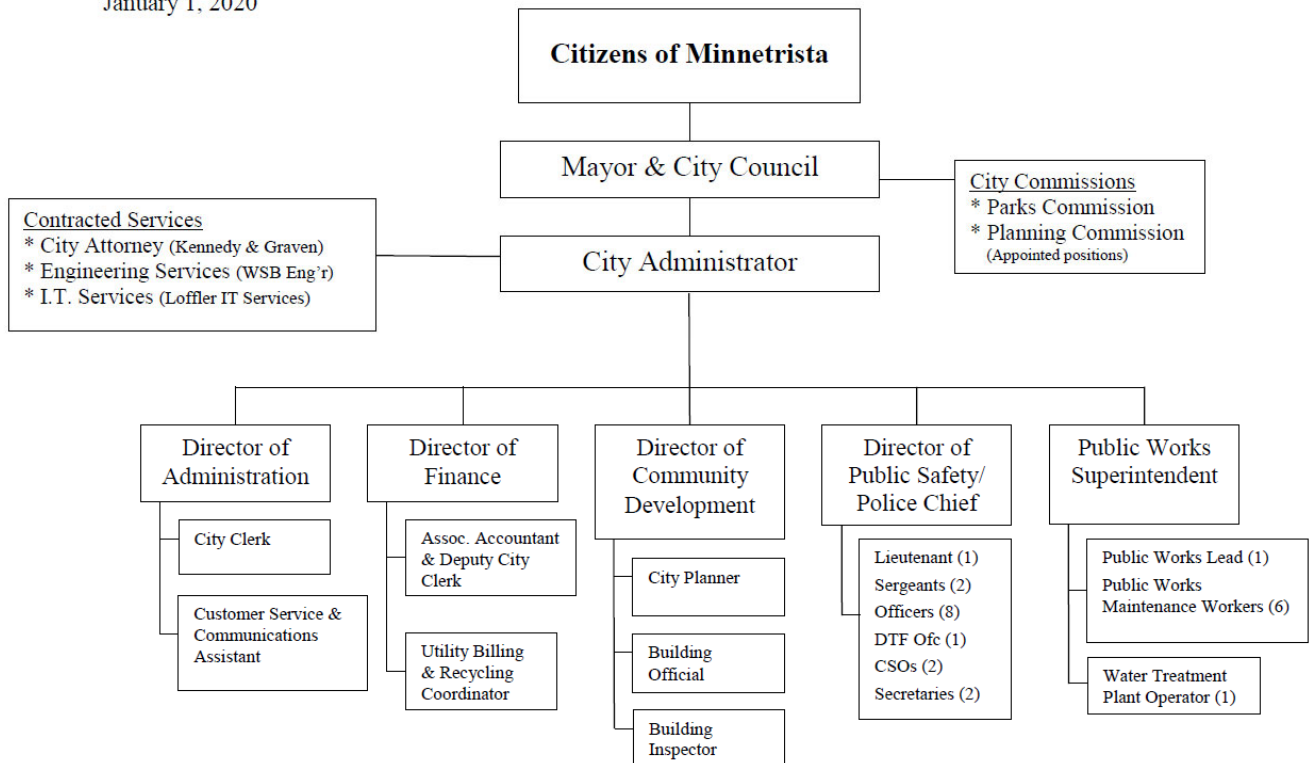 January 1, 2020
Citizens of Minnetrista
Mayor & City Council
City Commissions
* Parks Commission
* Planning Commission
(Appointed positions)
Contracted Services
* City Attorney (Kennedy & Graven)
* Engineering Services (WSB Eng’r)
* I.T. Services (Loffler IT Services)
City Administrator
Director of
Administration
City Clerk
Customer Service &
Communications
Assistant
Director of
Finance
Assoc. Accountant
& Deputy City
Clerk
Utility Billing
& Recycling
Coordinator
Director of
Community
Development
City Planner
Building
Official
Building
Inspector
Director of
Public Safety/
Police Chief
Lieutenant (1)
Sergeants (2)
Officers (8)
DTF Ofc (1)
CSOs (2)
Secretaries (2)
Public Works
Superintendent
Public Works Lead (1)
Public Works
Maintenance Workers (6)
Water Treatment
Plant Operator (1)